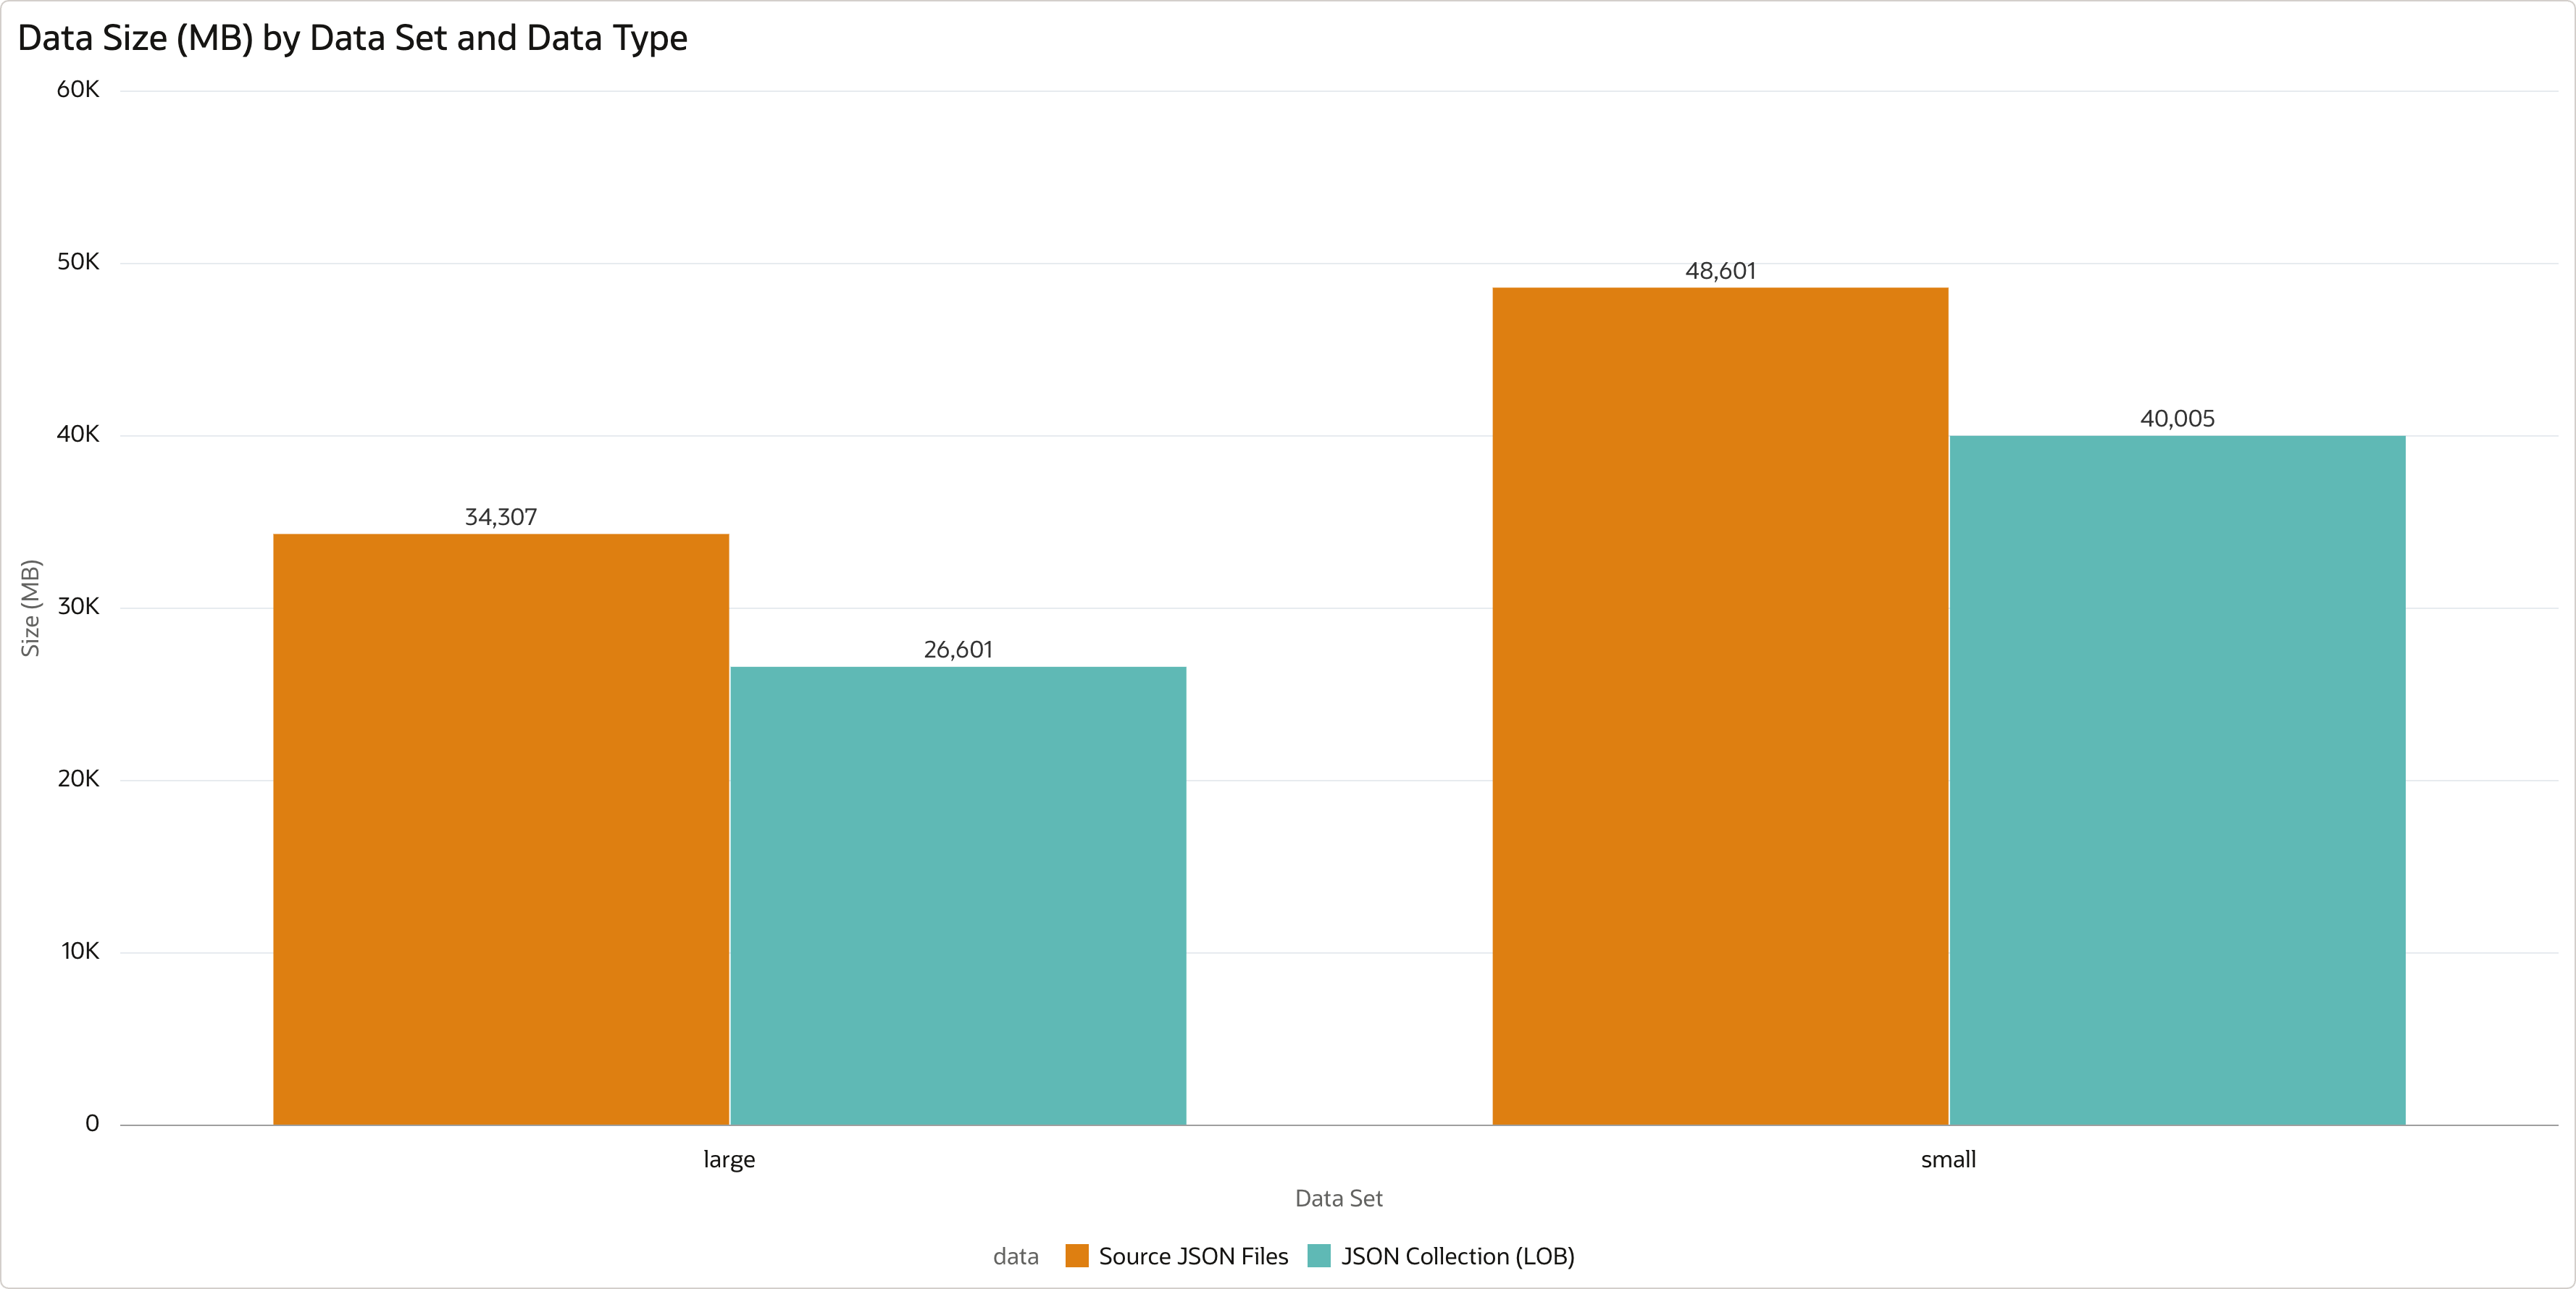 Data Size (MB) by Data Set and Data Type
60K
50K
40K
30K
20K
10K
0
Size (MB)
34,307
26,601
48,601
40,005
large
small
Data Set
data Source JSON Files JSON Collection (LOB)